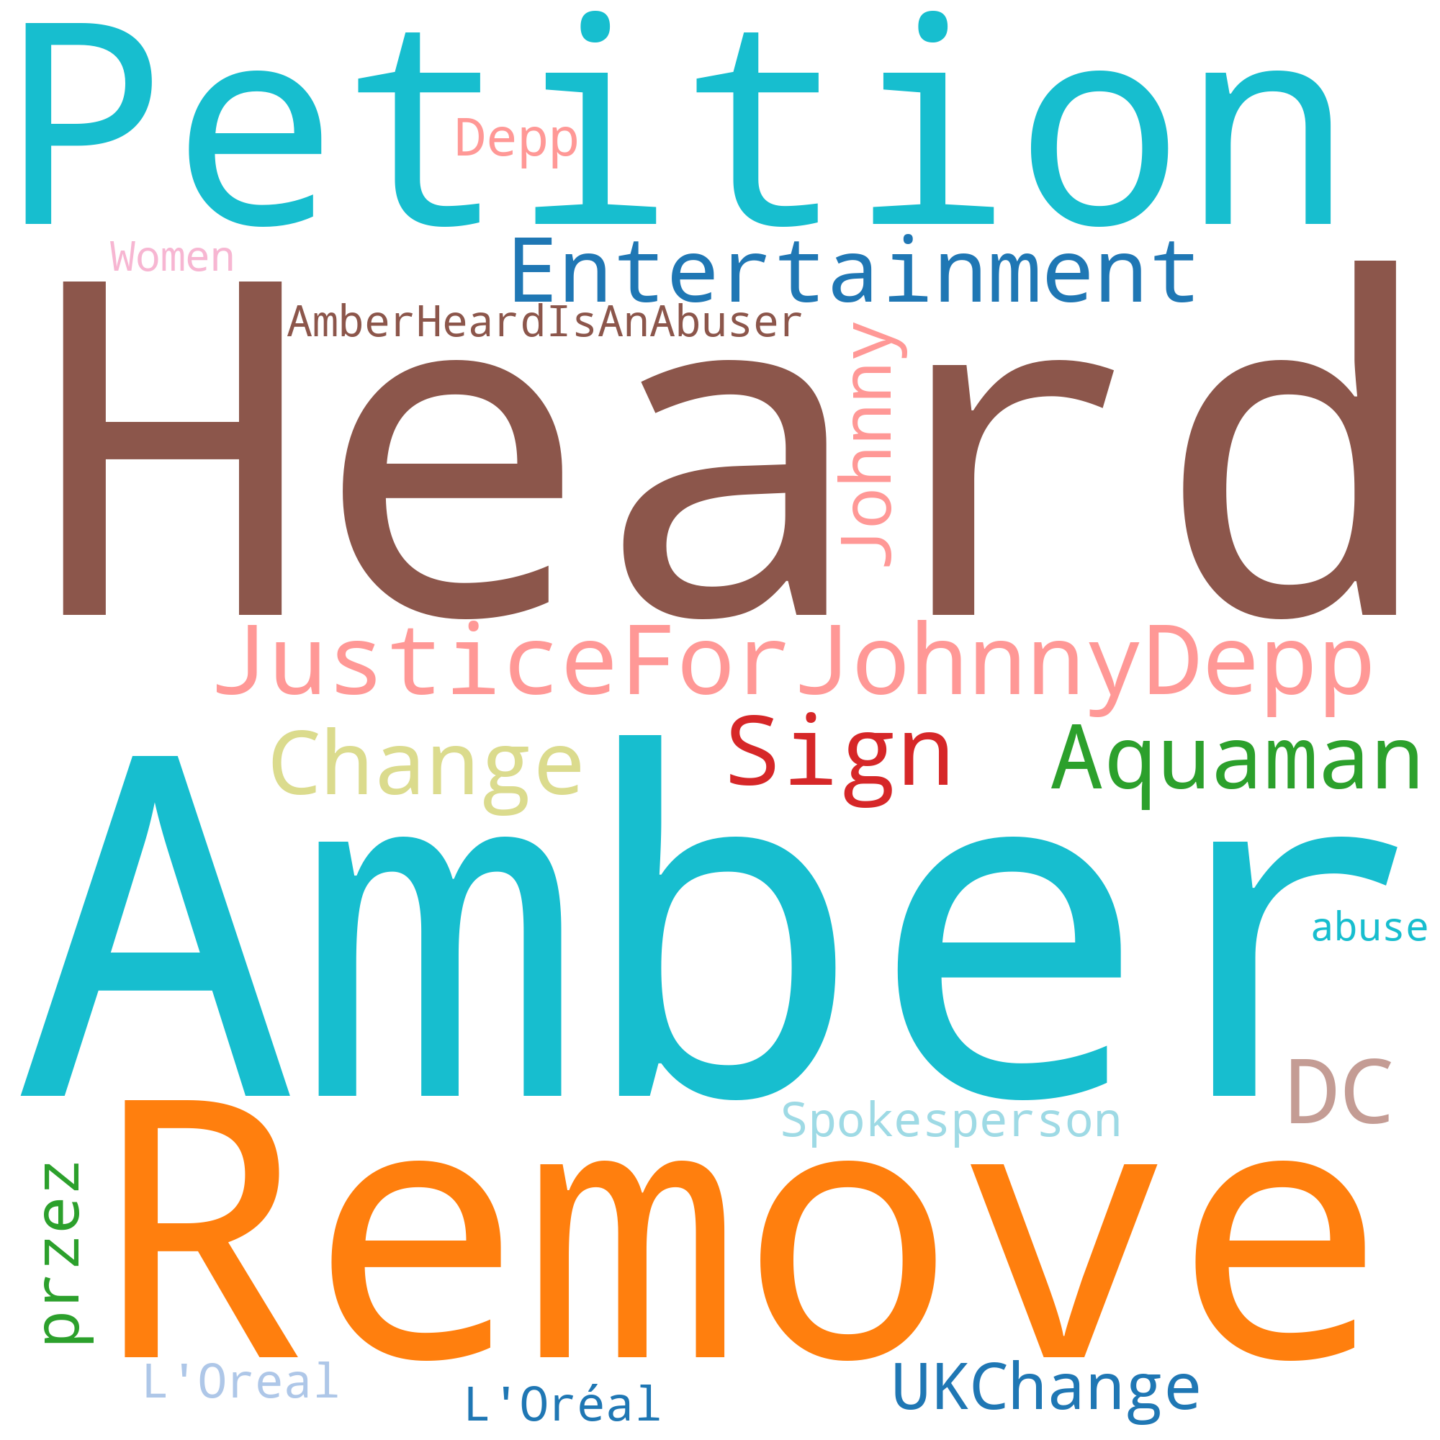 Petition
Depp
Women
Entertainment
AmberHeardIsAnAbuser
Johnny
Heard
JusticeForJohnnyDepp
Change
Sign
Aquaman
Amber
abuse
DC
Spokesperson
przez
Remove
L'Oreal
L'Oréal
UKChange